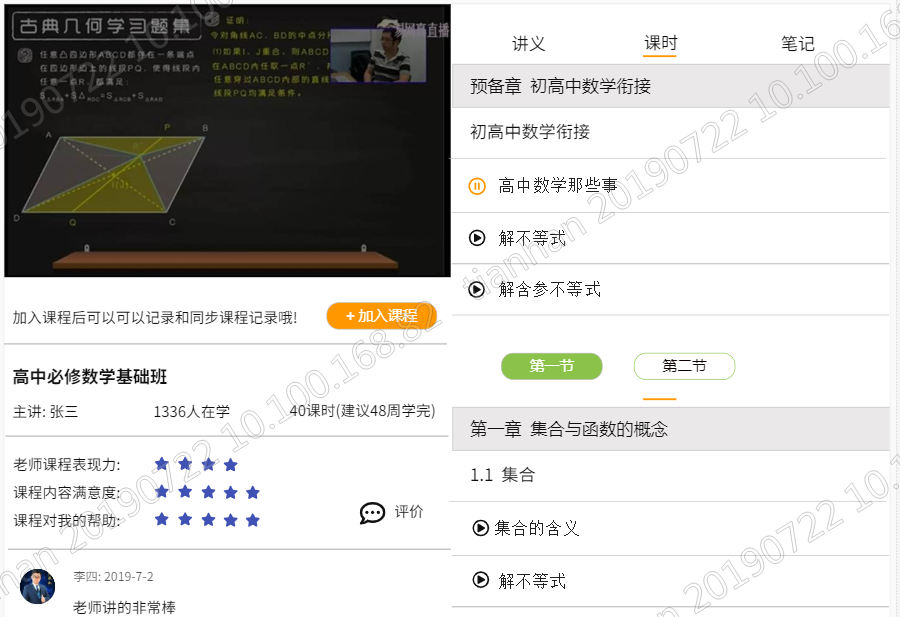 古典几何学习题集
证明:
令对角线AC、BD的中点分
任意凸四边形ABCD都存在一条端点
(1)如果I、J重合，则ABCD
在四边形边上的线段PQ，使得线段内
在ABCD内任取一点R'，
任意一点R，都满足：
任意穿过ABCD内部的直线
线段PQ均满足条件。
A
P
B
R
D
Q
C
加入课程后可以可以记录和同步课程记录哦!
+加入课程
高中必修数学基础班
主讲: 张三
1336人在学
40课时(建议48周学完)
老师课程表现力:
课程内容满意度:
课程对我的帮助:
评价
李四: 2019-7-2
老师讲的非常棒
讲义
课时
笔记
预备章 初高中数学衔接
初高中数学衔接
高中数学那些事
解不等式
解含参不等式
第一节
第二节
第一章 集合与函数的概念
1.1 集合
集合的含义
解不等式
tiannan 20190722 10.100.168.82